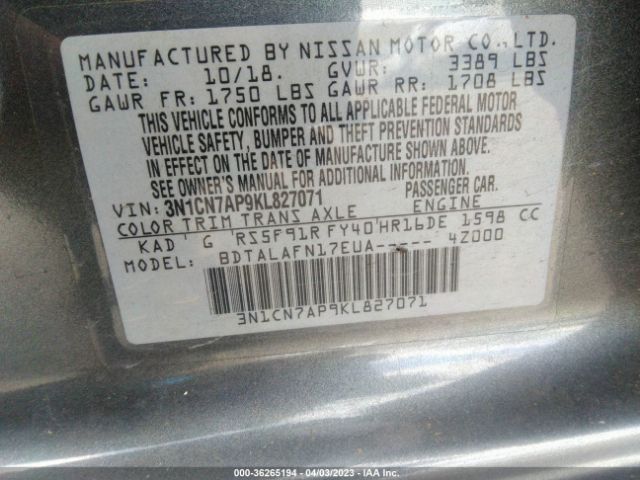 MANUFACTURED BY NISSAN MOTOR CO.,LTD.
DATE: 10/18. GVWR: 3389 LBS
GAWR FR: 1750 LBS GAWR RR: 1708 LBS
THIS VEHICLE CONFORMS TO ALL APPLICABLE FEDERAL MOTOR
VEHICLE SAFETY, BUMPER AND THEFT PREVENTION STANDARDS
IN EFFECT ON THE DATE OF MANUFACTURE SHOWN ABOVE.
SEE OWNER'S MANUAL FOR ADDITIONAL INFORMATION.
VIN: 3N1CN7AP9KL827071 PASSENGER CAR.
COLOR TRIM TRANS AXLE ENGINE
KAD G RS5F91R FY40 HR16DE 1598 CC
MODEL: BDTALAFN17EUA----- 4Z000
3N1CN7AP9KL827071
000-36265194 - 04/03/2023 - IAA Inc.